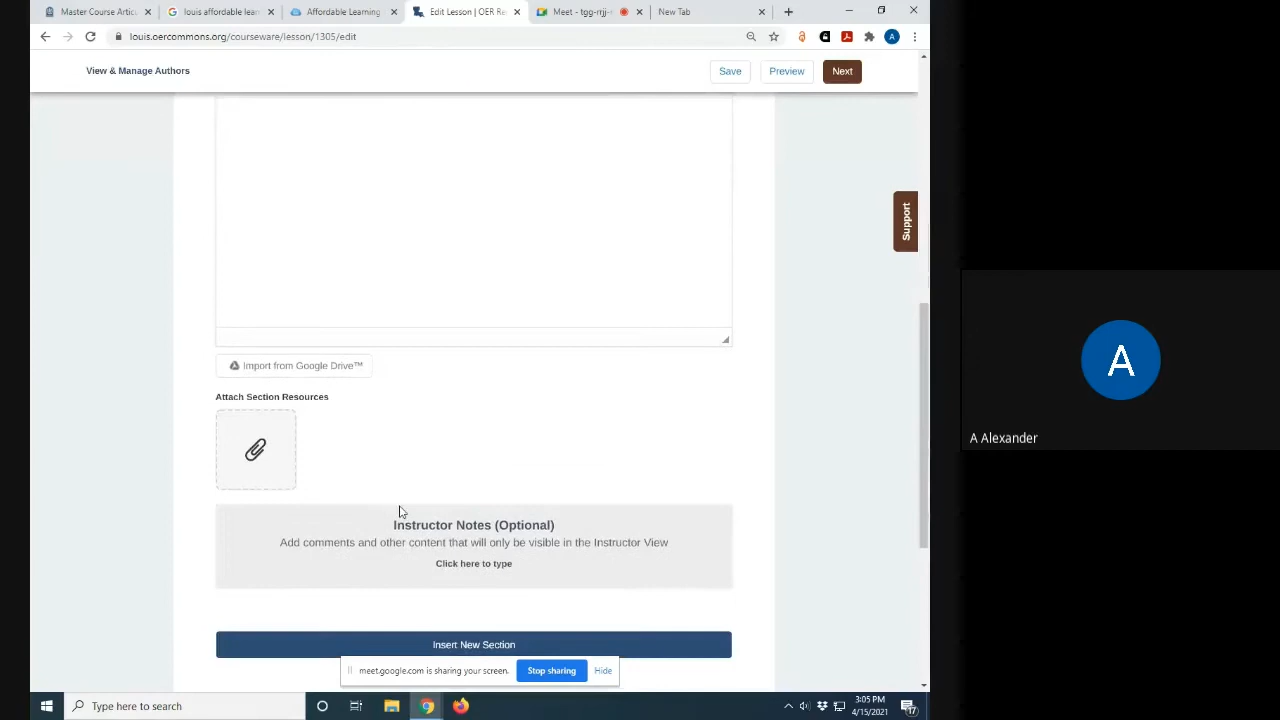 Master Course Artic
louis affordable lear
Affordable Learning
Edit Lesson | OER Re
Meet - tgg-rrjj-
New Tab
louis.oercommons.org/courseware/lesson/1305/edit
A
View & Manage Authors
Save
Preview
Next
Support
Import from Google Drive™
Attach Section Resources
Instructor Notes (Optional)
Add comments and other content that will only be visible in the Instructor View
Click here to type
Insert New Section
meet.google.com is sharing your screen.
Stop sharing
Hide
A
A Alexander
Type here to search
3:05 PM
4/15/2021
17